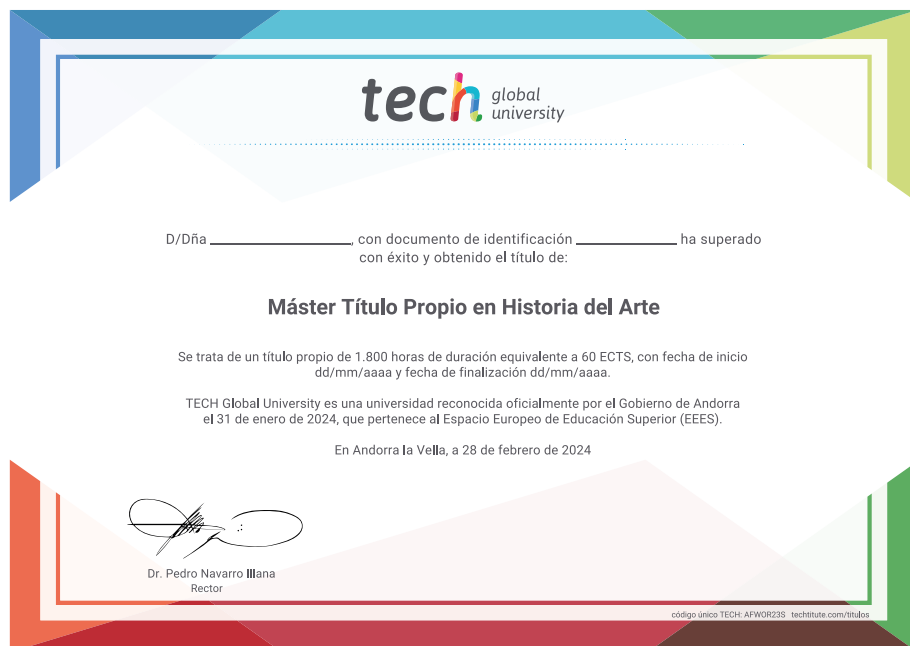 tech global university
D/Dña ____________, con documento de identificación ____________ ha superado
con éxito y obtenido el título de:
Máster Título Propio en Historia del Arte
Se trata de un título propio de 1.800 horas de duración equivalente a 60 ECTS, con fecha de inicio
dd/mm/aaaa y fecha de finalización dd/mm/aaaa.
TECH Global University es una universidad reconocida oficialmente por el Gobierno de Andorra
el 31 de enero de 2024, que pertenece al Espacio Europeo de Educación Superior (EEES).
En Andorra la Vella, a 28 de febrero de 2024
Dr. Pedro Navarro Illana
Rector
código único TECH: AFWOR23S techtitute.com/titulos